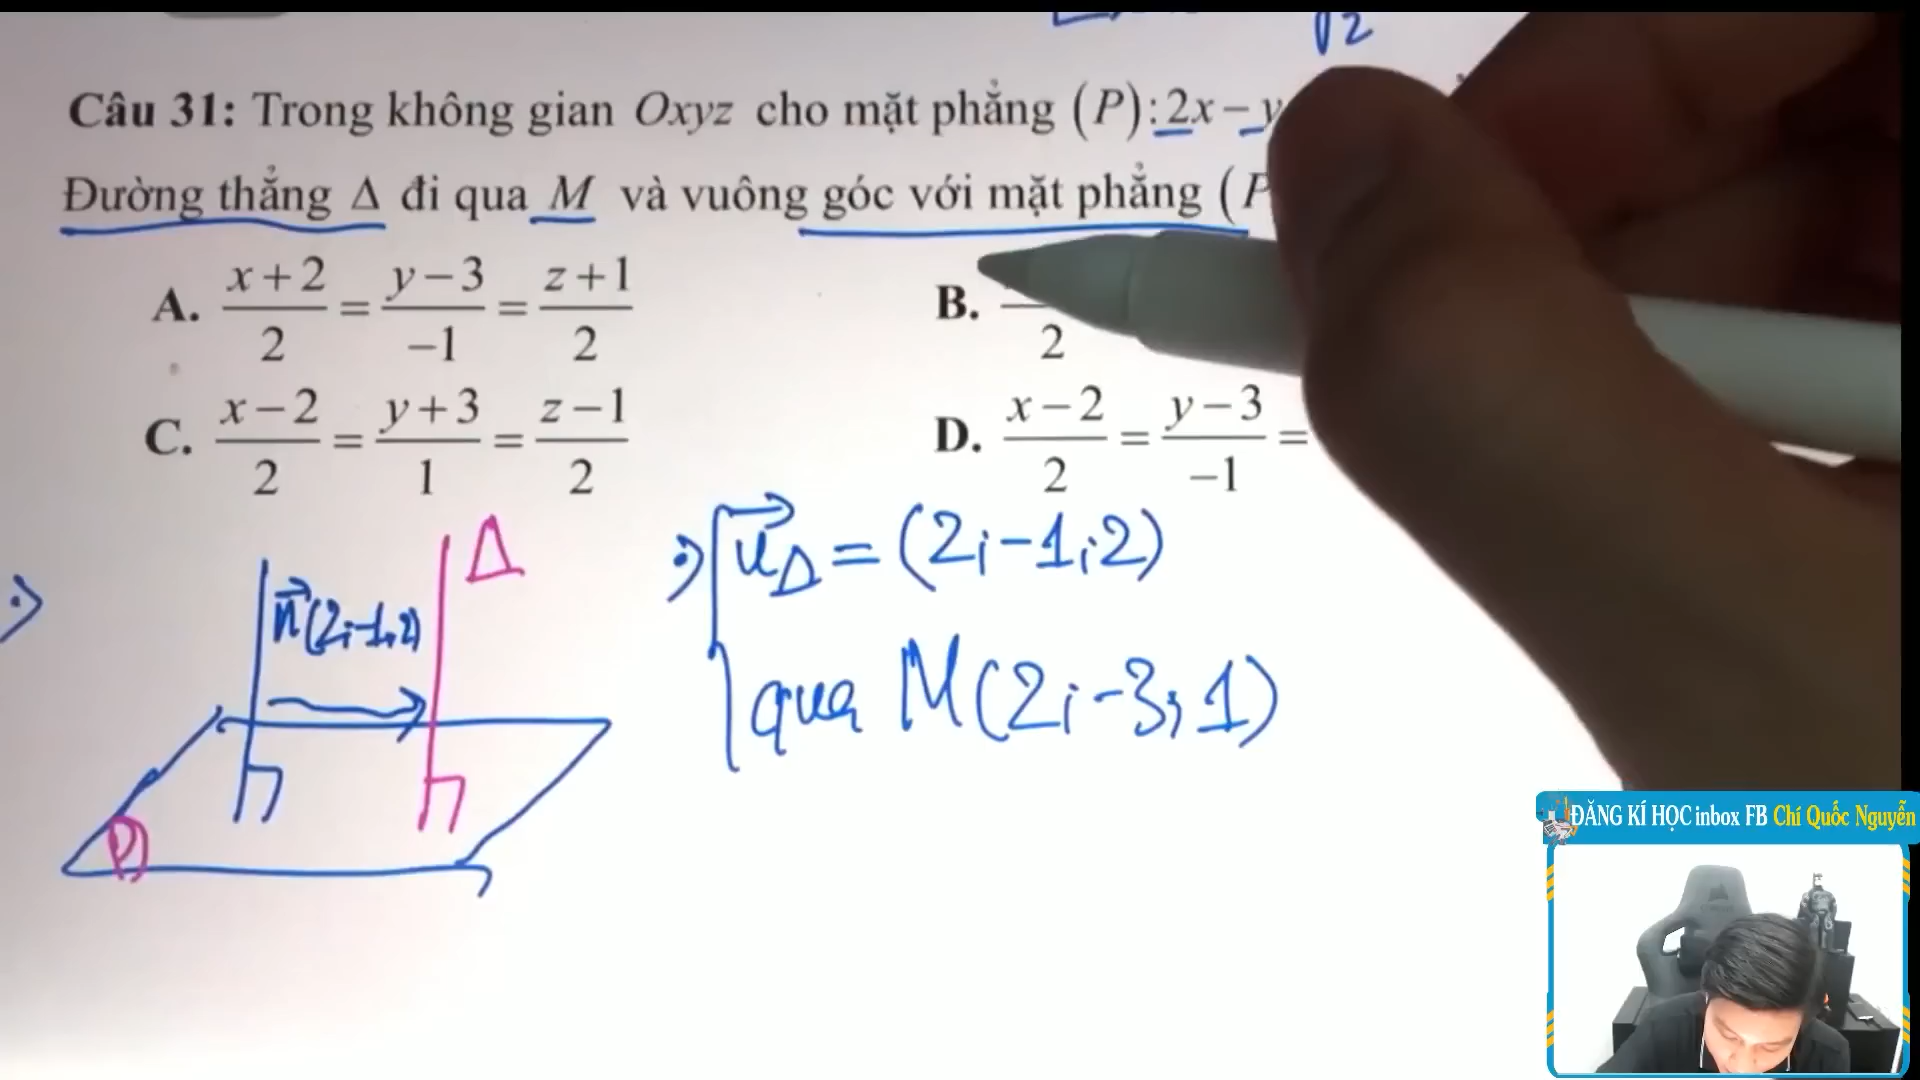 √2
Câu 31: Trong không gian Oxyz cho mặt phẳng (P): 2x − y
Đường thẳng Δ đi qua M và vuông góc với mặt phẳng (P
A. (x+2)/2 = (y−3)/−1 = (z+1)/2
B. 2
C. (x−2)/2 = (y+3)/1 = (z−1)/2
D. (x−2)/2 = (y−3)/−1 =
Δ
n⃗(2;-1;2)
(P)
u⃗Δ = (2;-1;2)
qua M(2;-3;1)
ĐĂNG KÍ HỌC inbox FB Chí Quốc Nguyễn